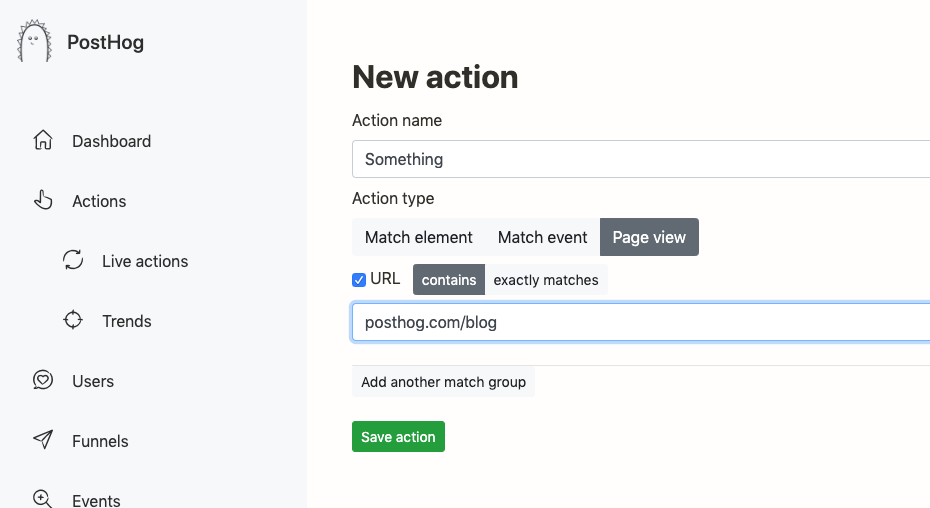 PostHog
Dashboard
Actions
Live actions
Trends
Users
Funnels
Events
New action
Action name
Something
Action type
Match element Match event Page view
URL contains exactly matches
posthog.com/blog
Add another match group
Save action